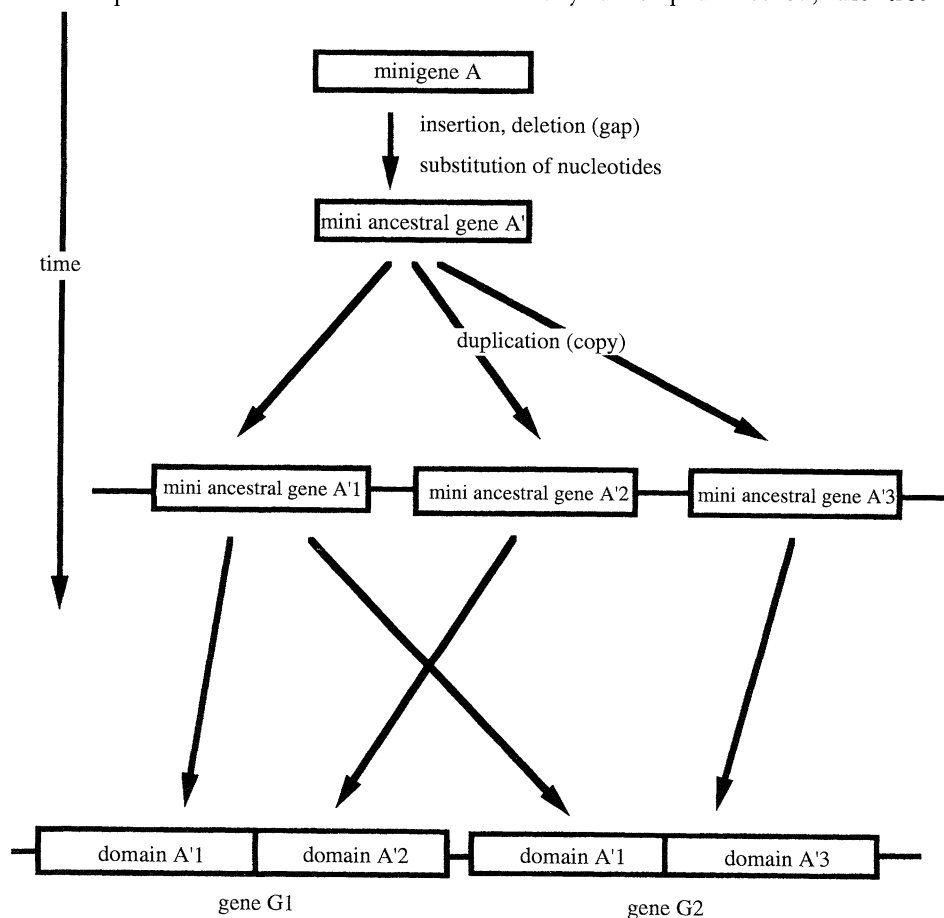 minigene A
insertion, deletion (gap)
substitution of nucleotides
mini ancestral gene A'
time
duplication (copy)
mini ancestral gene A'1
mini ancestral gene A'2
mini ancestral gene A'3
domain A'1
domain A'2
domain A'1
domain A'3
gene G1
gene G2